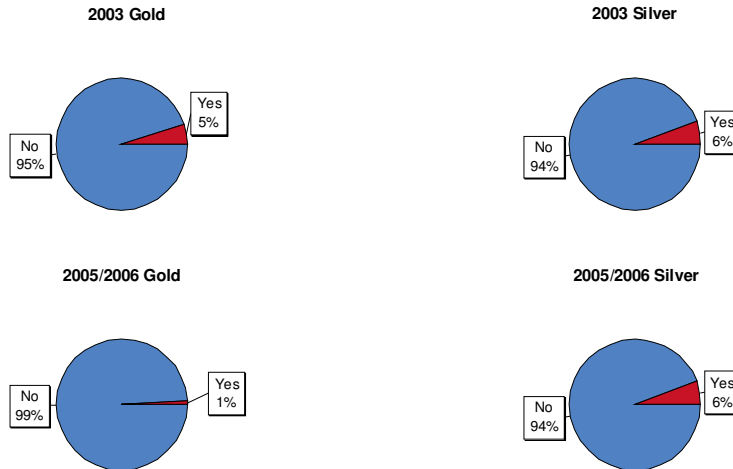 2003 Gold
2003 Silver
Yes
5%
No
95%
Yes
6%
No
94%
2005/2006 Gold
2005/2006 Silver
Yes
1%
No
99%
Yes
6%
No
94%